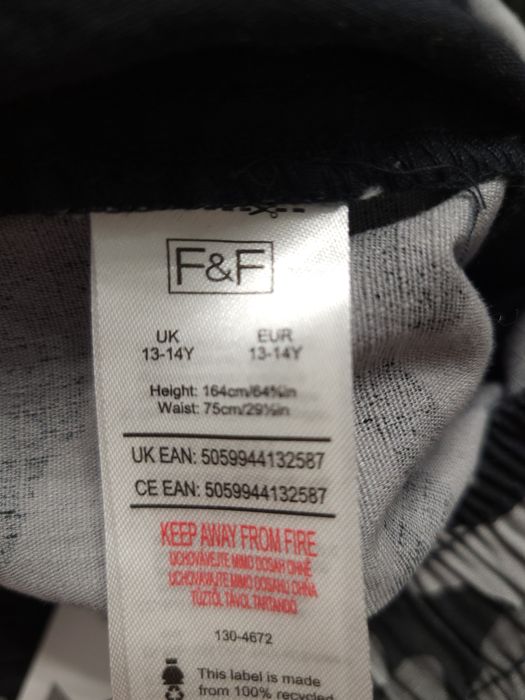 F&F
UK EUR
13-14Y 13-14Y
Height: 164cm/64½in
Waist: 75cm/29½in
UK EAN: 5059944132587
CE EAN: 5059944132587
KEEP AWAY FROM FIRE
UCHOVÁVEJTE MIMO DOSAH OHNĚ
UCHOVÁVAJTE MIMO DOSAHU OHŇA
TŰZTŐL TÁVOL TARTANDÓ
130-4672
This label is made
from 100% recycled